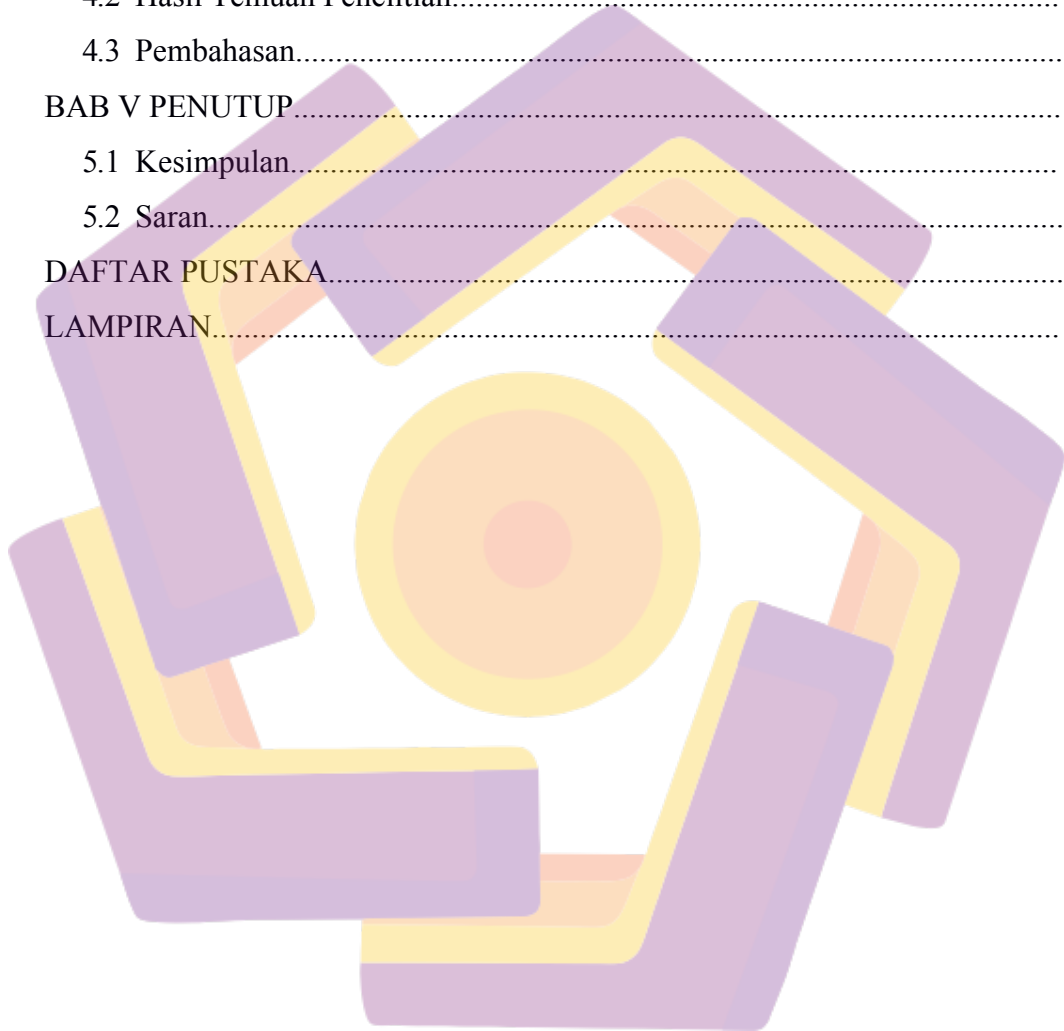 4.2 Hasil Temuan Penelitian........................................................................................
4.3 Pembahasan..............................................................................................................
BAB V PENUTUP..............................................................................................................
5.1 Kesimpulan..............................................................................................................
5.2 Saran..........................................................................................................................
DAFTAR PUSTAKA.........................................................................................................
LAMPIRAN..........................................................................................................................